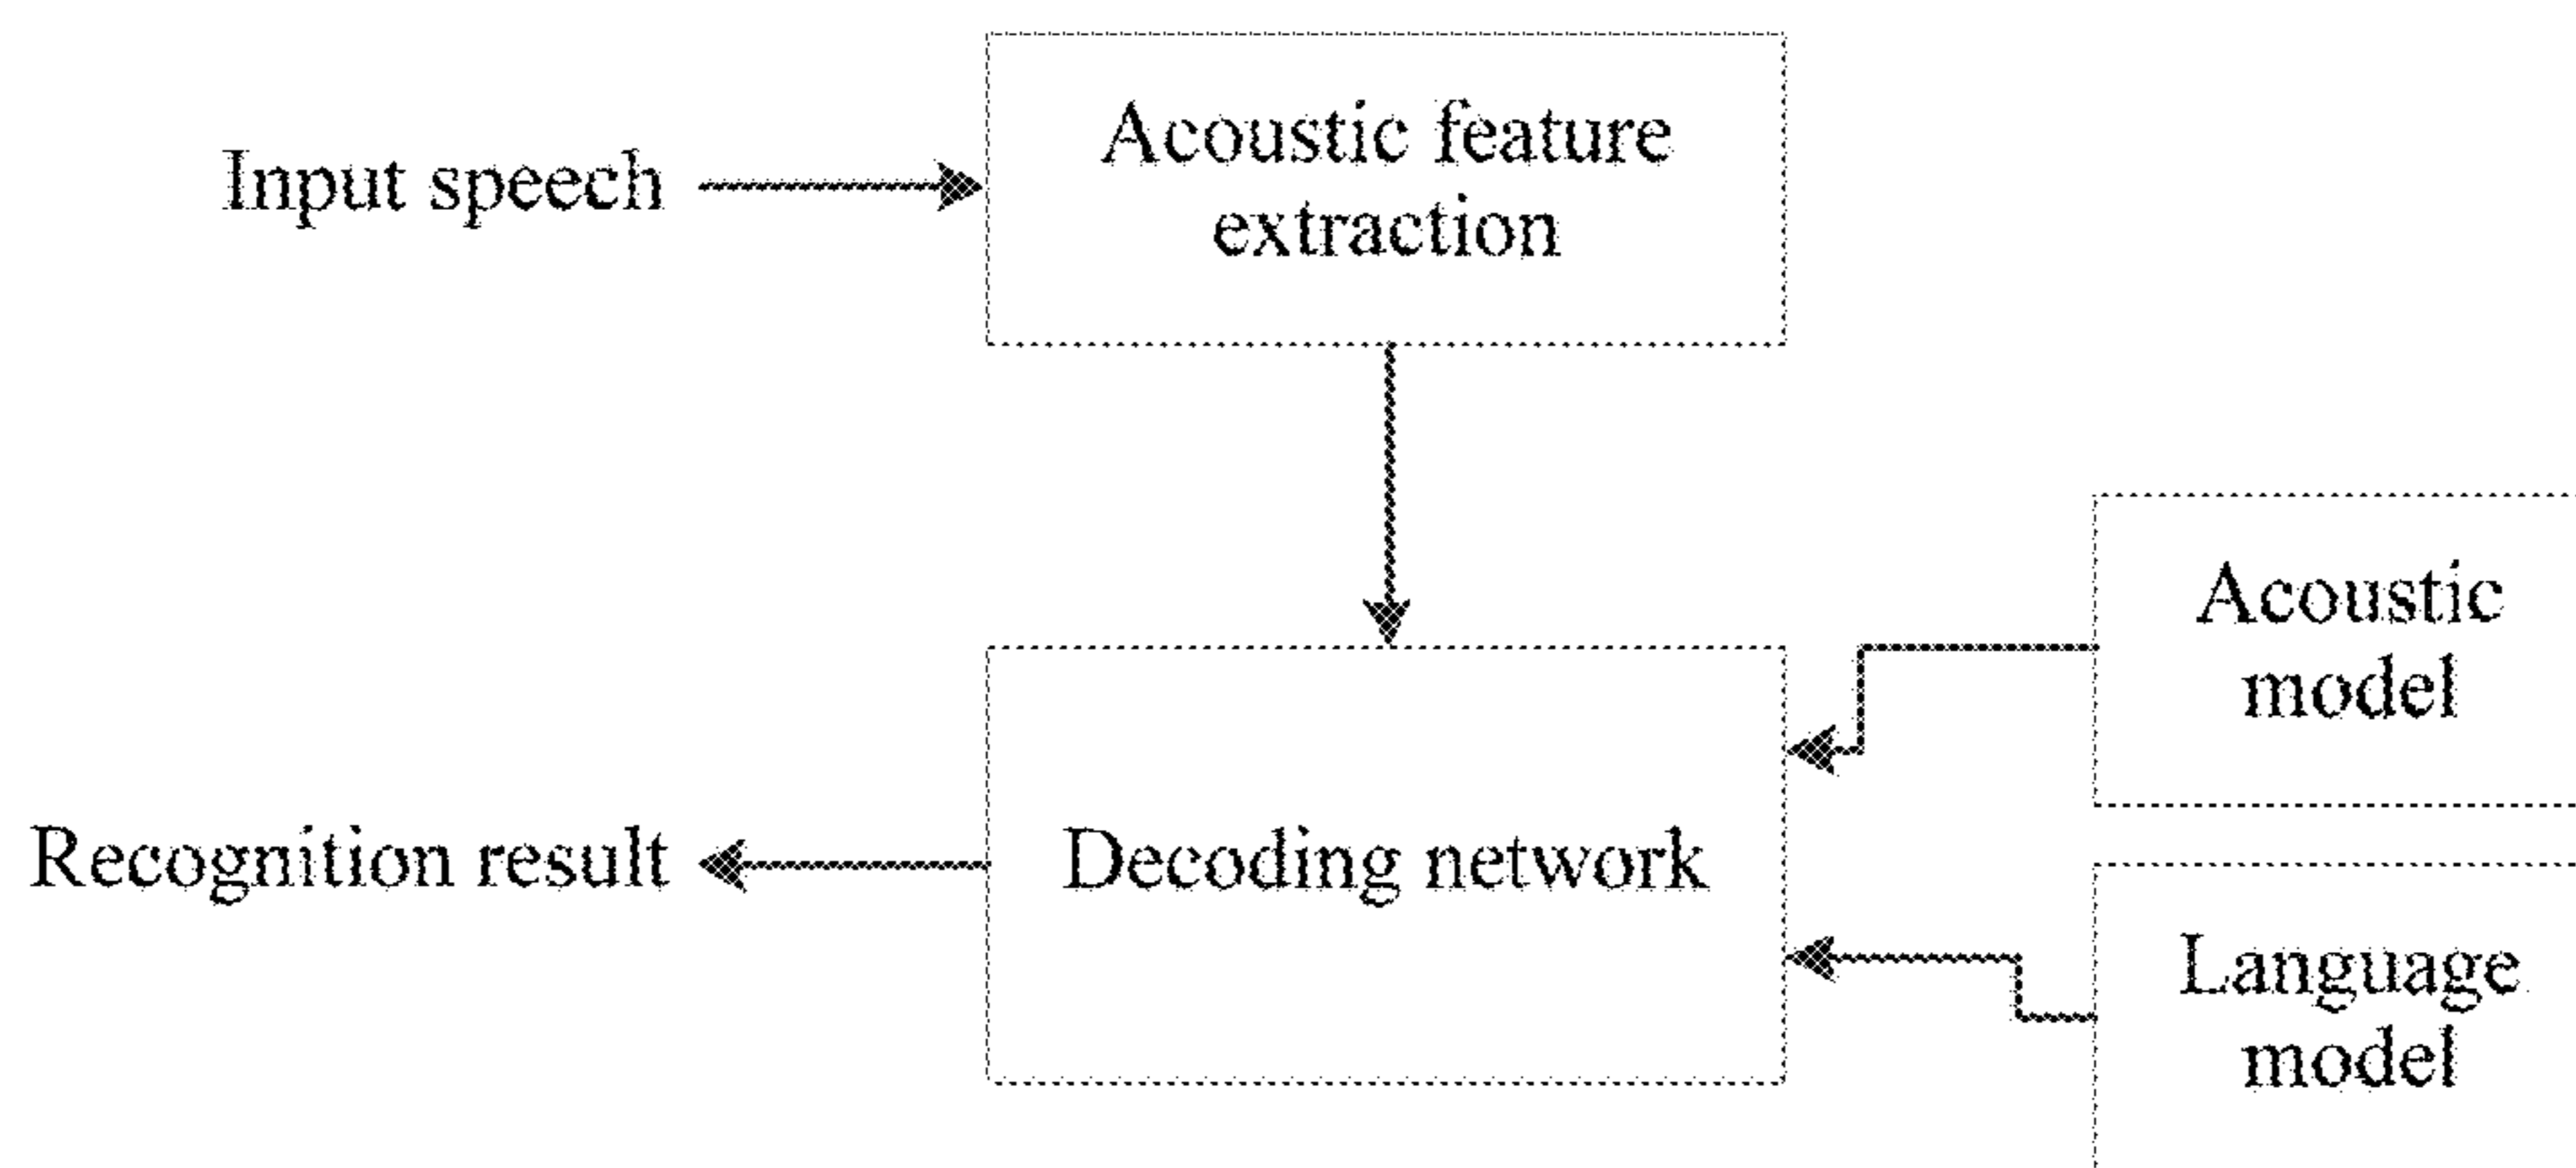 Input speech
Acoustic feature
extraction
Acoustic
model
Recognition result
Decoding network
Language
model